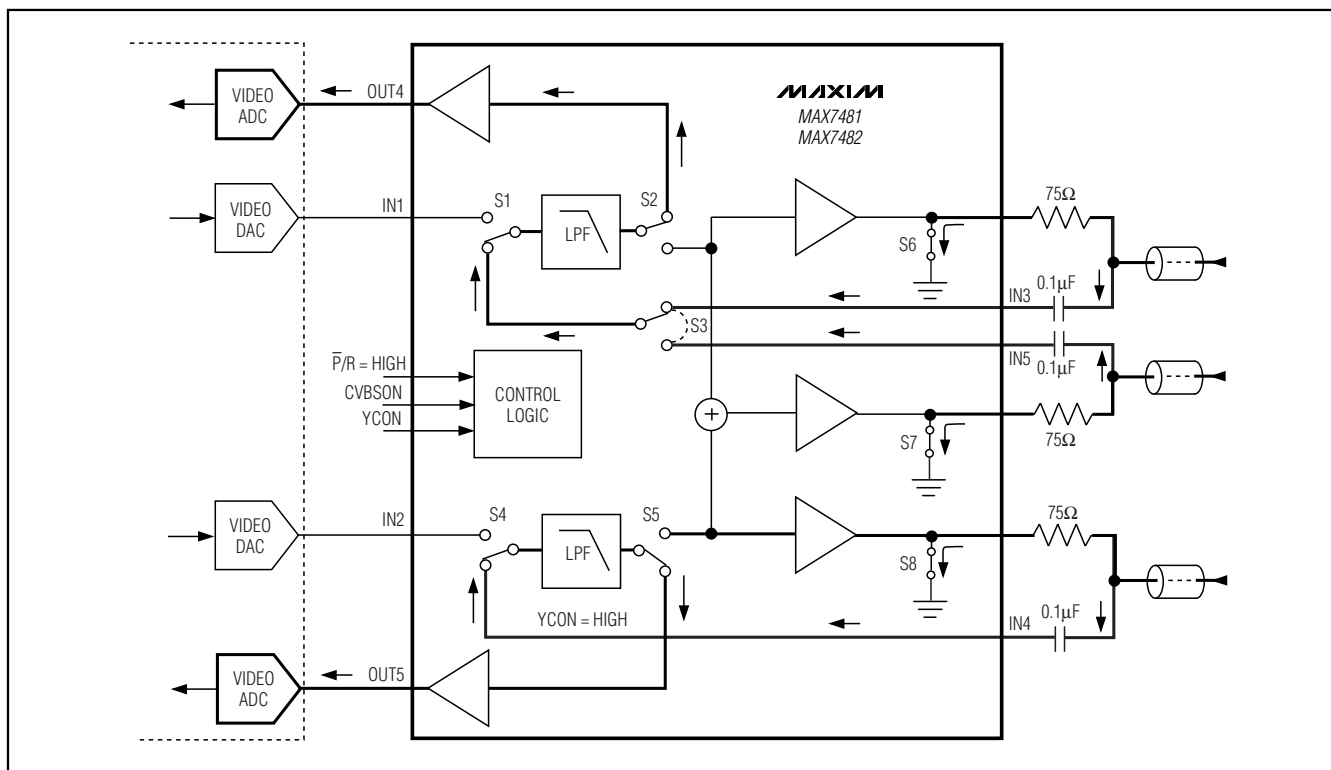 MAXIM
MAX7481
MAX7482
VIDEO
ADC
OUT4
VIDEO
DAC
IN1
S1
LPF
S2
S6
75Ω
0.1µF
IN3
S3
IN5
0.1µF
P̅/R = HIGH
CVBSON
YCON
CONTROL
LOGIC
+
S7
75Ω
VIDEO
DAC
IN2
S4
LPF
S5
S8
75Ω
YCON = HIGH
IN4
0.1µF
VIDEO
ADC
OUT5